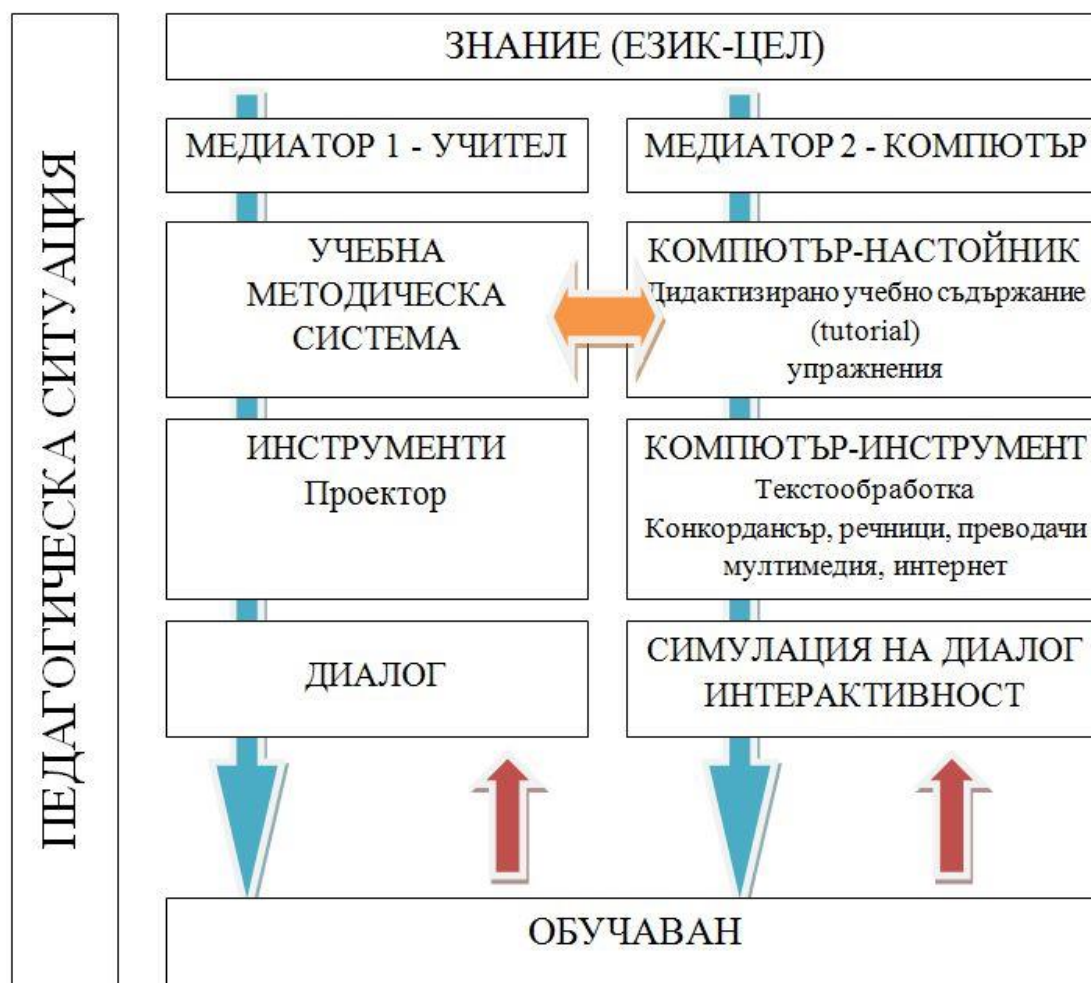 ПЕДАГОГИЧЕСКА СИТУАЦИЯ
ЗНАНИЕ (ЕЗИК-ЦЕЛ)
МЕДИАТОР 1 - УЧИТЕЛ
МЕДИАТОР 2 - КОМПЮТЪР
УЧЕБНА
МЕТОДИЧЕСКА
СИСТЕМА
КОМПЮТЪР-НАСТОЙНИК
Дидактизирано учебно съдържание
(tutorial)
упражнения
ИНСТРУМЕНТИ
Проектор
КОМПЮТЪР-ИНСТРУМЕНТ
Текстообработка
Конкордансър, речници, преводачи
мултимедия, интернет
ДИАЛОГ
СИМУЛАЦИЯ НА ДИАЛОГ
ИНТЕРАКТИВНОСТ
ОБУЧАВАН